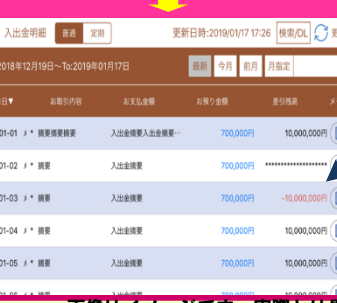 入出金明細 普通 定期 更新日時:2019/01/17 17:26 検索/DL 更
2018年12月19日〜To:2019年01月17日 最新 今月 前月 月指定
日▼ お取引内容 お支払金額 お預り金額 差引残高 メ
01-01 * 摘要摘要摘要 入出金摘要入出金摘要… 700,000円 10,000,000円
01-02 * 摘要 入出金摘要 700,000円 ********************
01-03 * 摘要 入出金摘要 700,000円 -10,000,000円
01-04 * 摘要 入出金摘要 700,000円 10,000,000円
01-05 * 摘要 入出金摘要 700,000円 10,000,000円